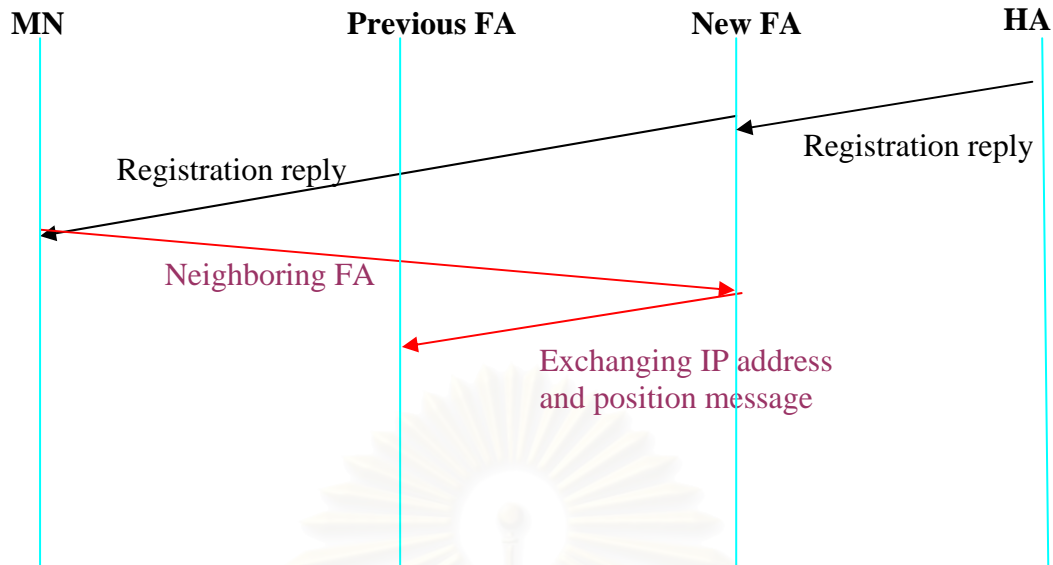 MN Previous FA New FA HA
Registration reply
Registration reply
Neighboring FA
Exchanging IP address
and position message